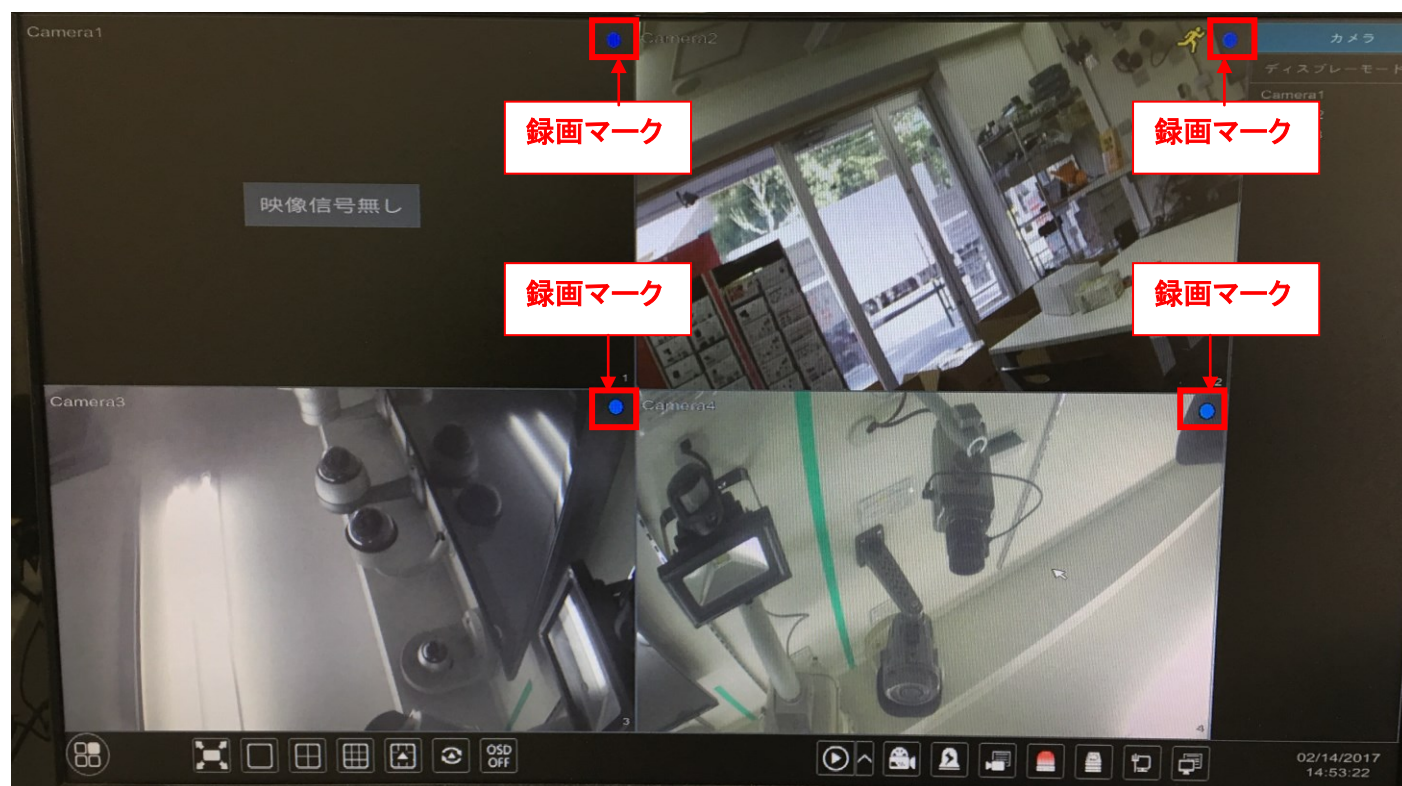 Camera1
Camera2
カメラ
ディスプレーモード
Camera1
録画マーク
録画マーク
映像信号無し
録画マーク
録画マーク
1
2
Camera3
Camera4
3
4
OSD
OFF
02/14/2017
14:53:22